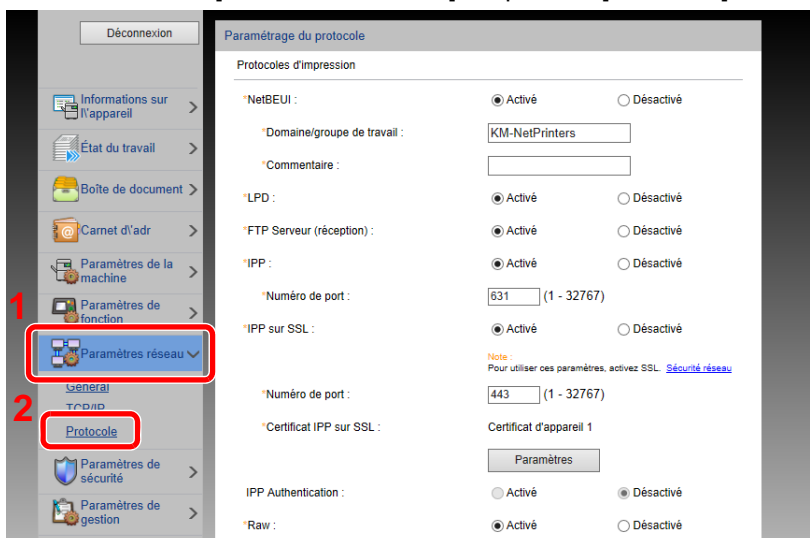 Déconnexion
Informations sur
l\'appareil
État du travail
Boîte de document
Carnet d\'adr
Paramètres de la
machine
1
Paramètres de
fonction
Paramètres réseau
Général
TCP/IP
2
Protocole
Paramètres de
sécurité
Paramètres de
gestion
Paramétrage du protocole
Protocoles d'impression
*NetBEUI : Activé Désactivé
*Domaine/groupe de travail : KM-NetPrinters
*Commentaire :
*LPD : Activé Désactivé
*FTP Serveur (réception) : Activé Désactivé
*IPP : Activé Désactivé
*Numéro de port : 631 (1 - 32767)
*IPP sur SSL : Activé Désactivé
Note :
Pour utiliser ces paramètres, activez SSL. Sécurité réseau
*Numéro de port : 443 (1 - 32767)
*Certificat IPP sur SSL : Certificat d'appareil 1
Paramètres
IPP Authentication : Activé Désactivé
*Raw : Activé Désactivé